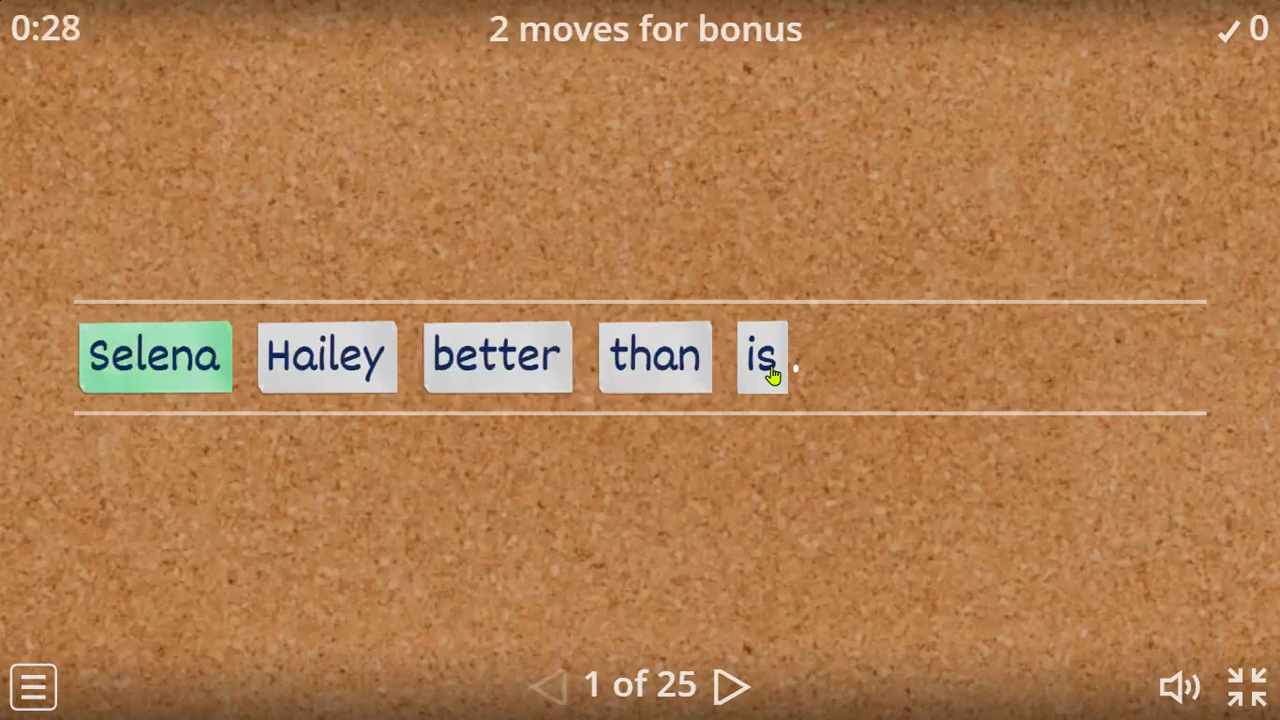 0:28 2 moves for bonus ✓ 0
Selena Hailey better than is.
1 of 25